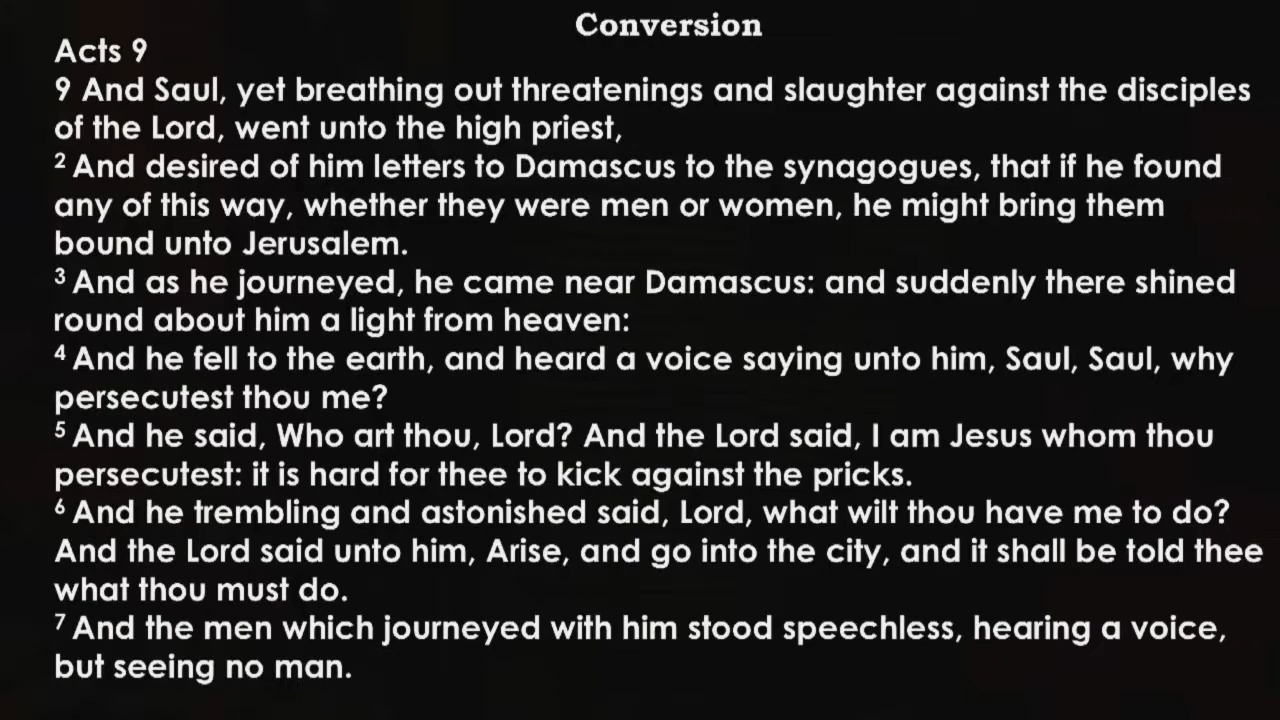 Conversion
Acts 9
9 And Saul, yet breathing out threatenings and slaughter against the disciples
of the Lord, went unto the high priest,
² And desired of him letters to Damascus to the synagogues, that if he found
any of this way, whether they were men or women, he might bring them
bound unto Jerusalem.
³ And as he journeyed, he came near Damascus: and suddenly there shined
round about him a light from heaven:
⁴ And he fell to the earth, and heard a voice saying unto him, Saul, Saul, why
persecutest thou me?
⁵ And he said, Who art thou, Lord? And the Lord said, I am Jesus whom thou
persecutest: it is hard for thee to kick against the pricks.
⁶ And he trembling and astonished said, Lord, what wilt thou have me to do?
And the Lord said unto him, Arise, and go into the city, and it shall be told thee
what thou must do.
⁷ And the men which journeyed with him stood speechless, hearing a voice,
but seeing no man.